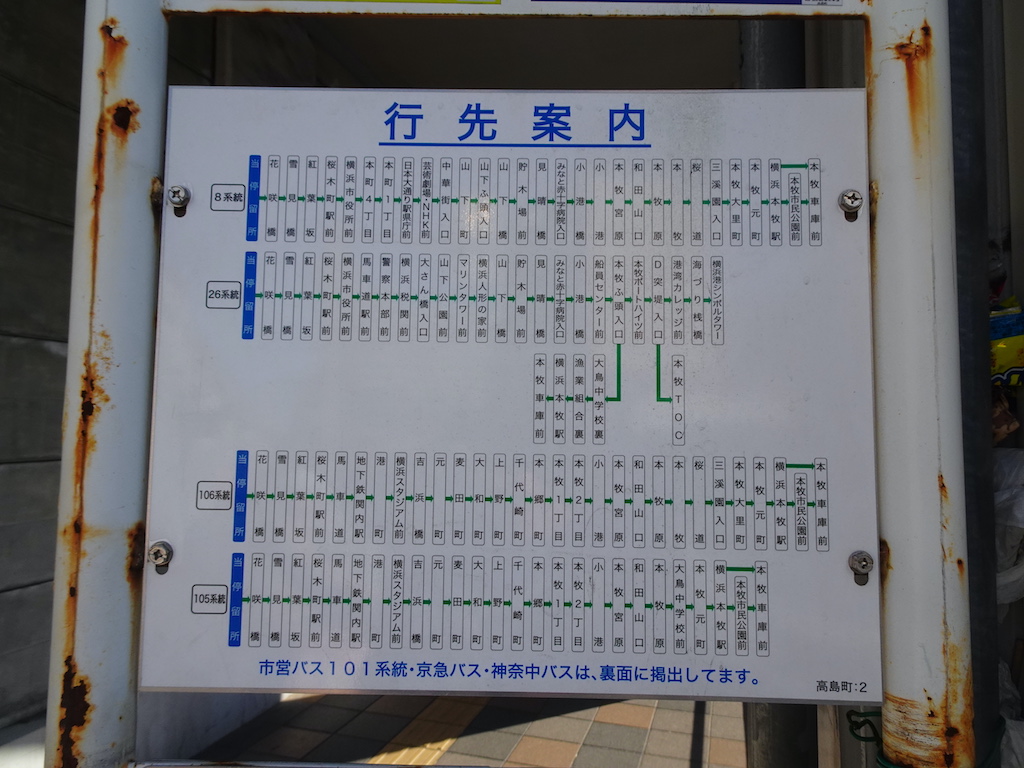 行先案内
8系統 当停留所 花咲橋 雪見橋 紅葉坂 桜木町駅前 横浜市役所前 本町4丁目 本町1丁目 日本大通り駅県庁前 芸術劇場・NHK前 中華街入口 山下町 山下ふ頭入口 山下橋 貯木場前 見晴橋 みなと赤十字病院入口 小港橋 小港 本牧宮原 和田山口 本牧原 本牧 桜道 三溪園入口 本牧大里町 本牧元町 横浜本牧駅 本牧市民公園前 本牧車庫前
26系統 当停留所 花咲橋 雪見橋 紅葉坂 桜木町駅前 横浜市役所前 馬車道駅前 警察本部前 横浜税関前 大さん橋入口 山下公園前 マリンタワー前 横浜人形の家前 山下橋 貯木場前 見晴橋 みなと赤十字病院入口 小港橋 船員センター前 本牧ふ頭入口 本牧ポートハイツ前 D突堤入口 港湾カレッジ前 海づり桟橋 横浜港シンボルタワー
本牧車庫前 横浜本牧駅 漁業組合裏 大鳥中学校裏 本牧TOC
106系統 当停留所 花咲橋 雪見橋 紅葉坂 桜木町駅前 馬車道 地下鉄関内駅 港町 横浜スタジアム前 吉浜橋 元町 麦田町 大和町 上野町 千代崎町 本郷町 本牧1丁目 本牧2丁目 小港 本牧宮原 和田山口 本牧原 本牧 桜道 三溪園入口 本牧大里町 本牧元町 横浜本牧駅 本牧市民公園前 本牧車庫前
105系統 当停留所 花咲橋 雪見橋 紅葉坂 桜木町駅前 馬車道 地下鉄関内駅 港町 横浜スタジアム前 吉浜橋 元町 麦田町 大和町 上野町 千代崎町 本郷町 本牧1丁目 本牧2丁目 小港 本牧宮原 和田山口 本牧原 大鳥中学校前 本牧元町 横浜本牧駅 本牧市民公園前 本牧車庫前
市営バス101系統・京急バス・神奈中バスは、裏面に掲出してます。
高島町:2